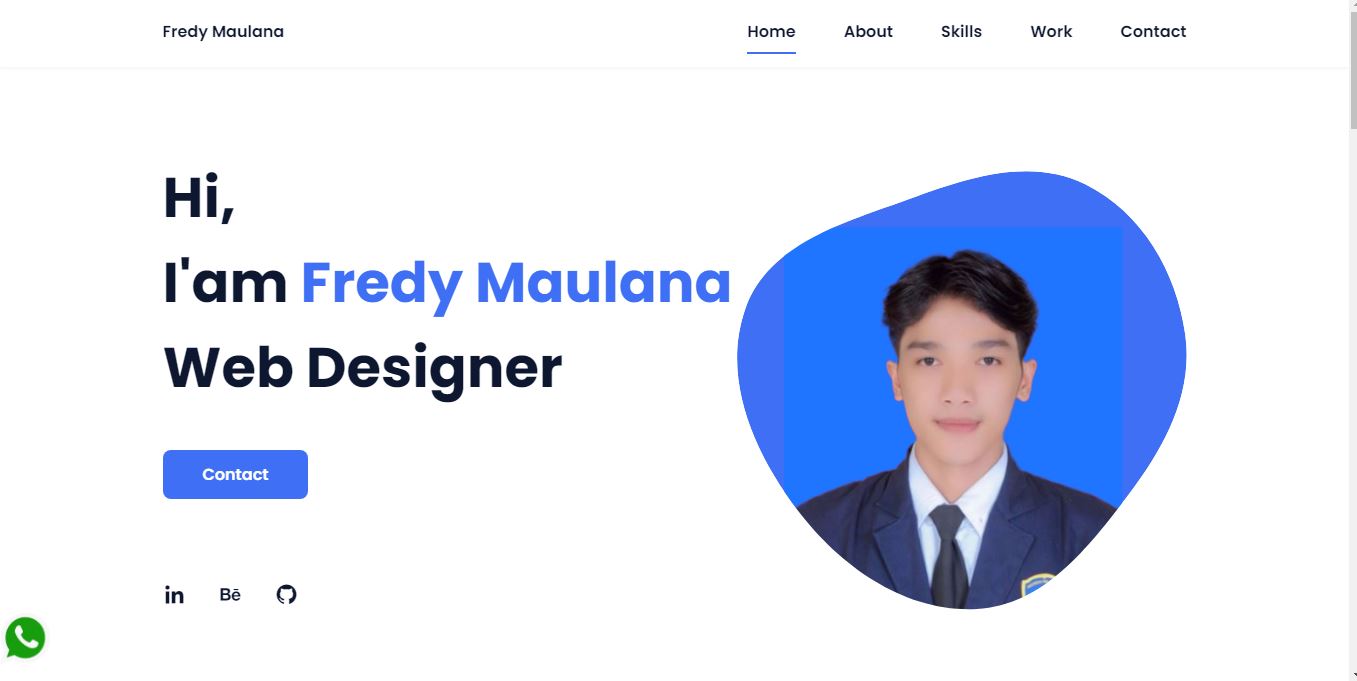 Fredy Maulana
Home About Skills Work Contact
Hi,
I'am Fredy Maulana
Web Designer
Contact
in Bē